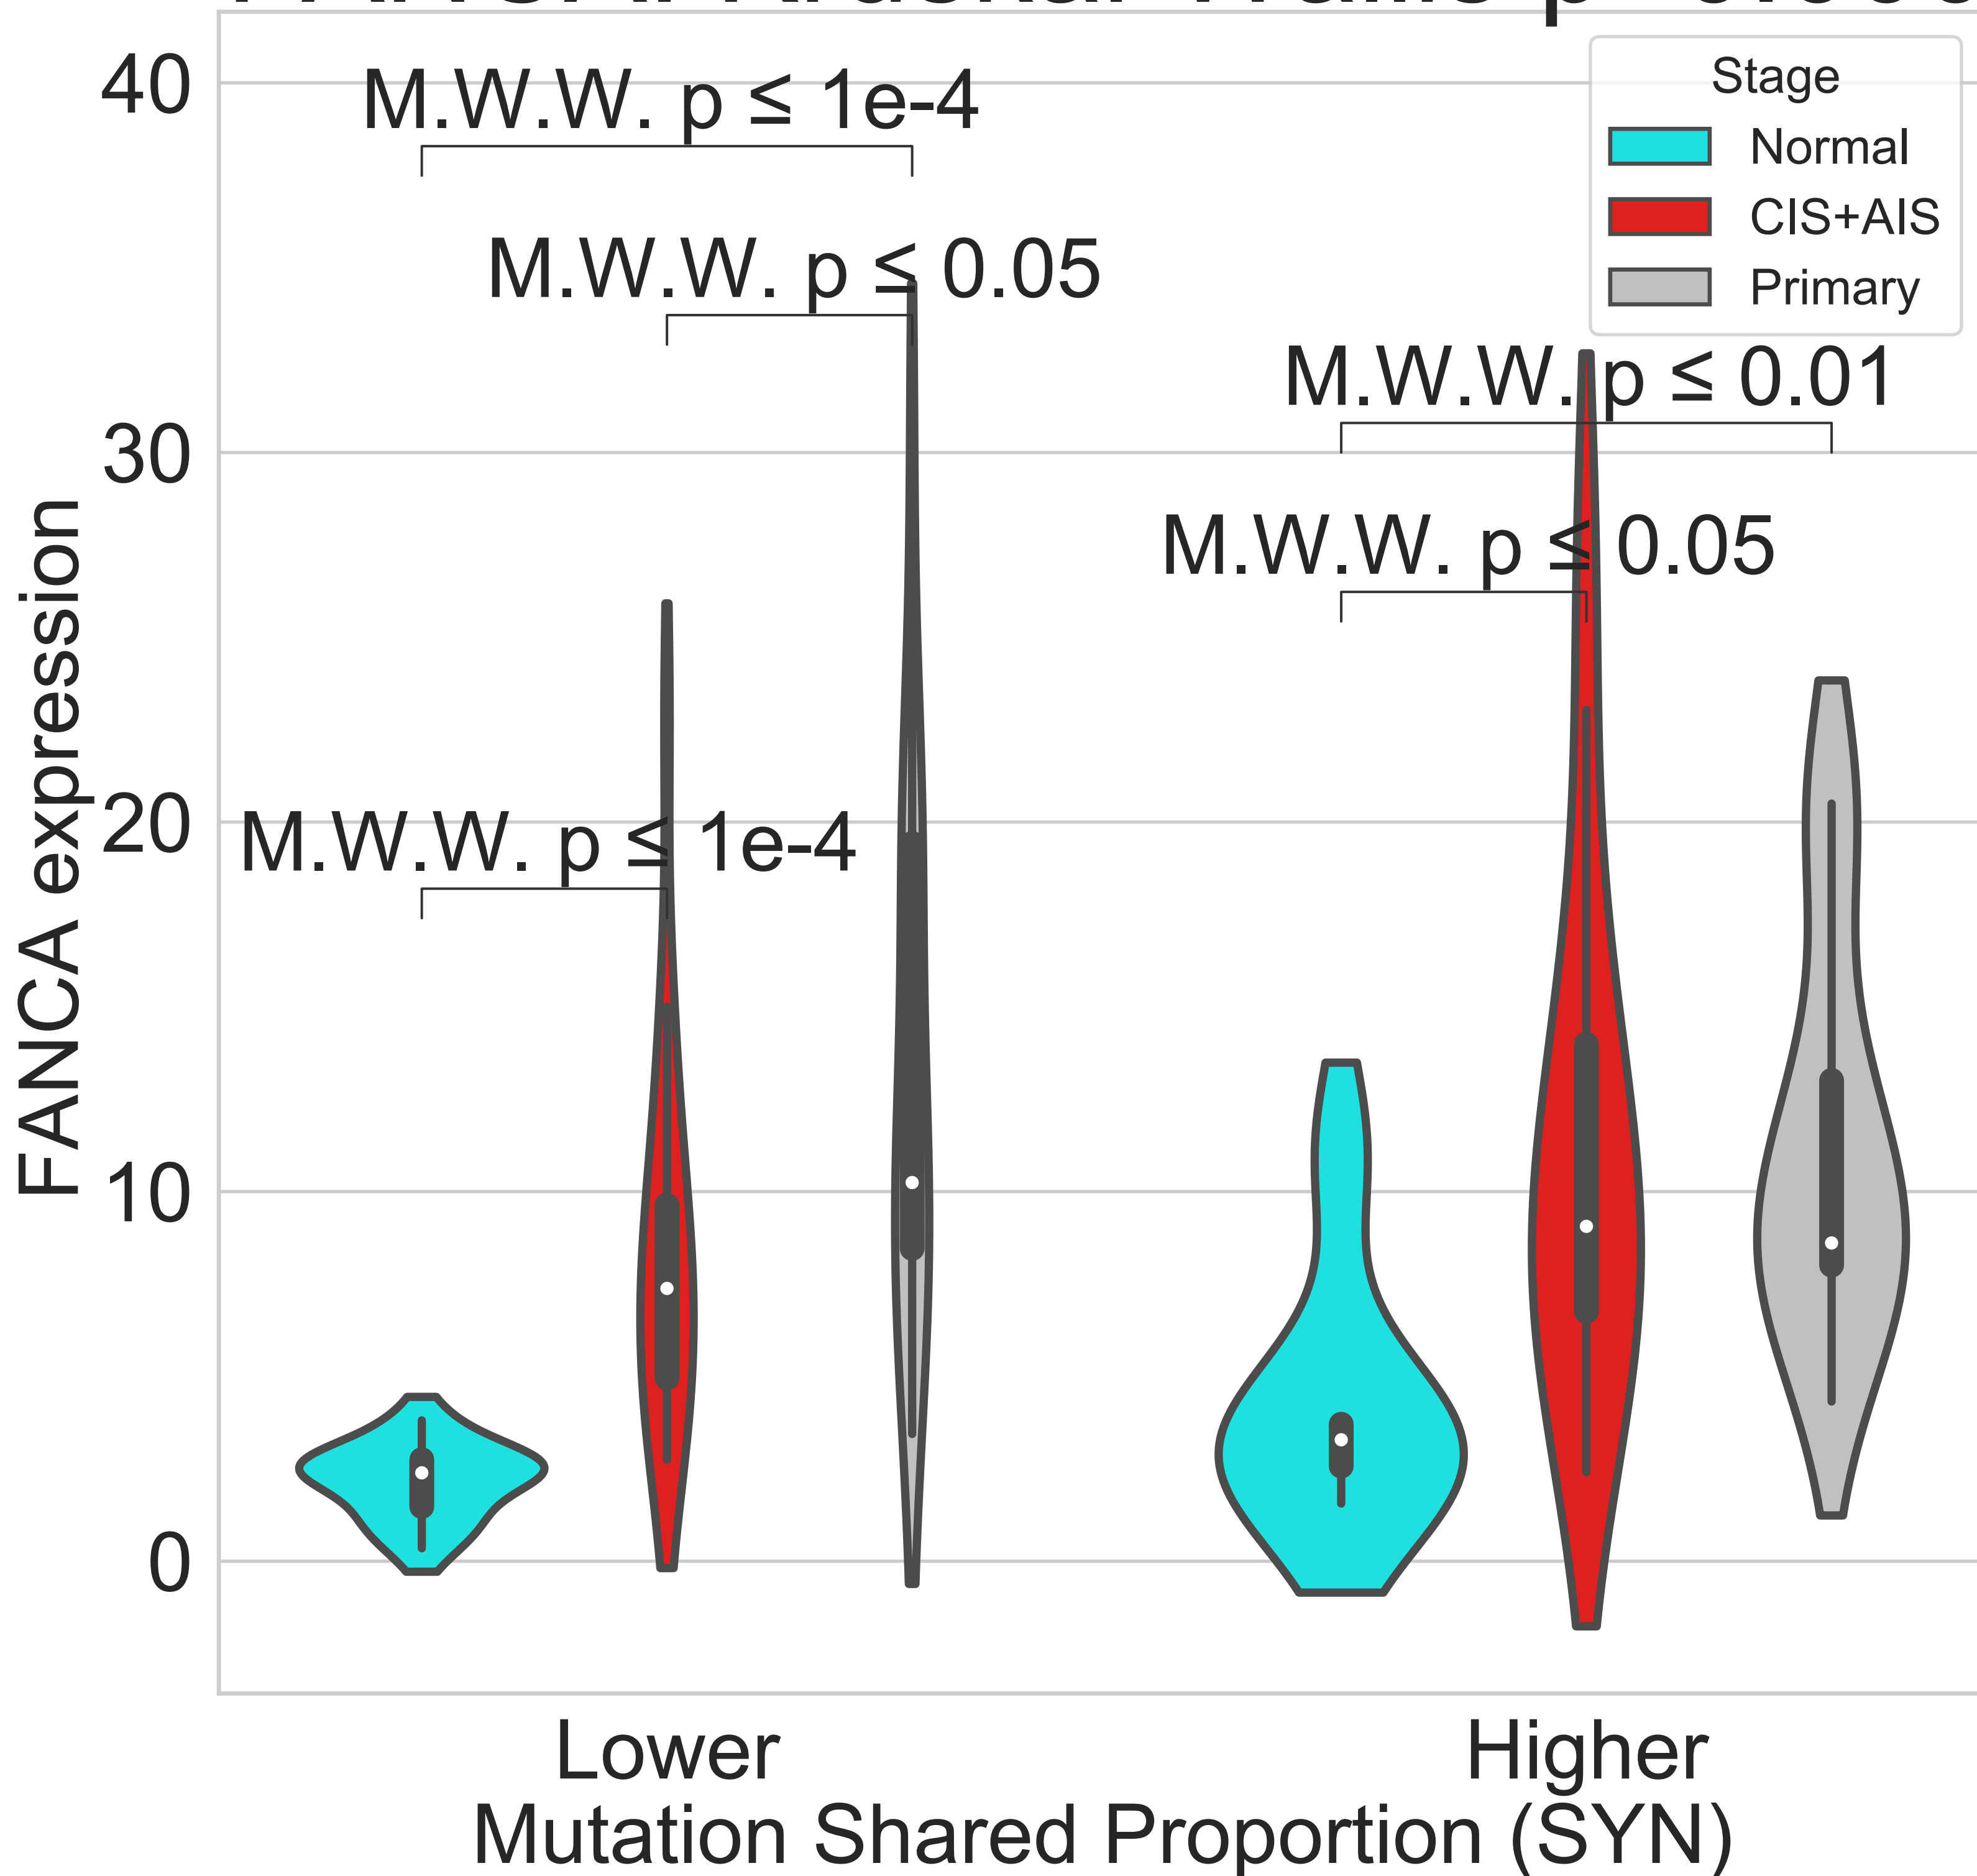 40
M.W.W. p ≤ 1e-4
Stage
Normal
CIS+AIS
Primary
M.W.W. p ≤ 0.05
M.W.W. p ≤ 0.01
30
M.W.W. p ≤ 0.05
FANCA expression
20
M.W.W. p ≤ 1e-4
10
0
Lower
Higher
Mutation Shared Proportion (SYN)